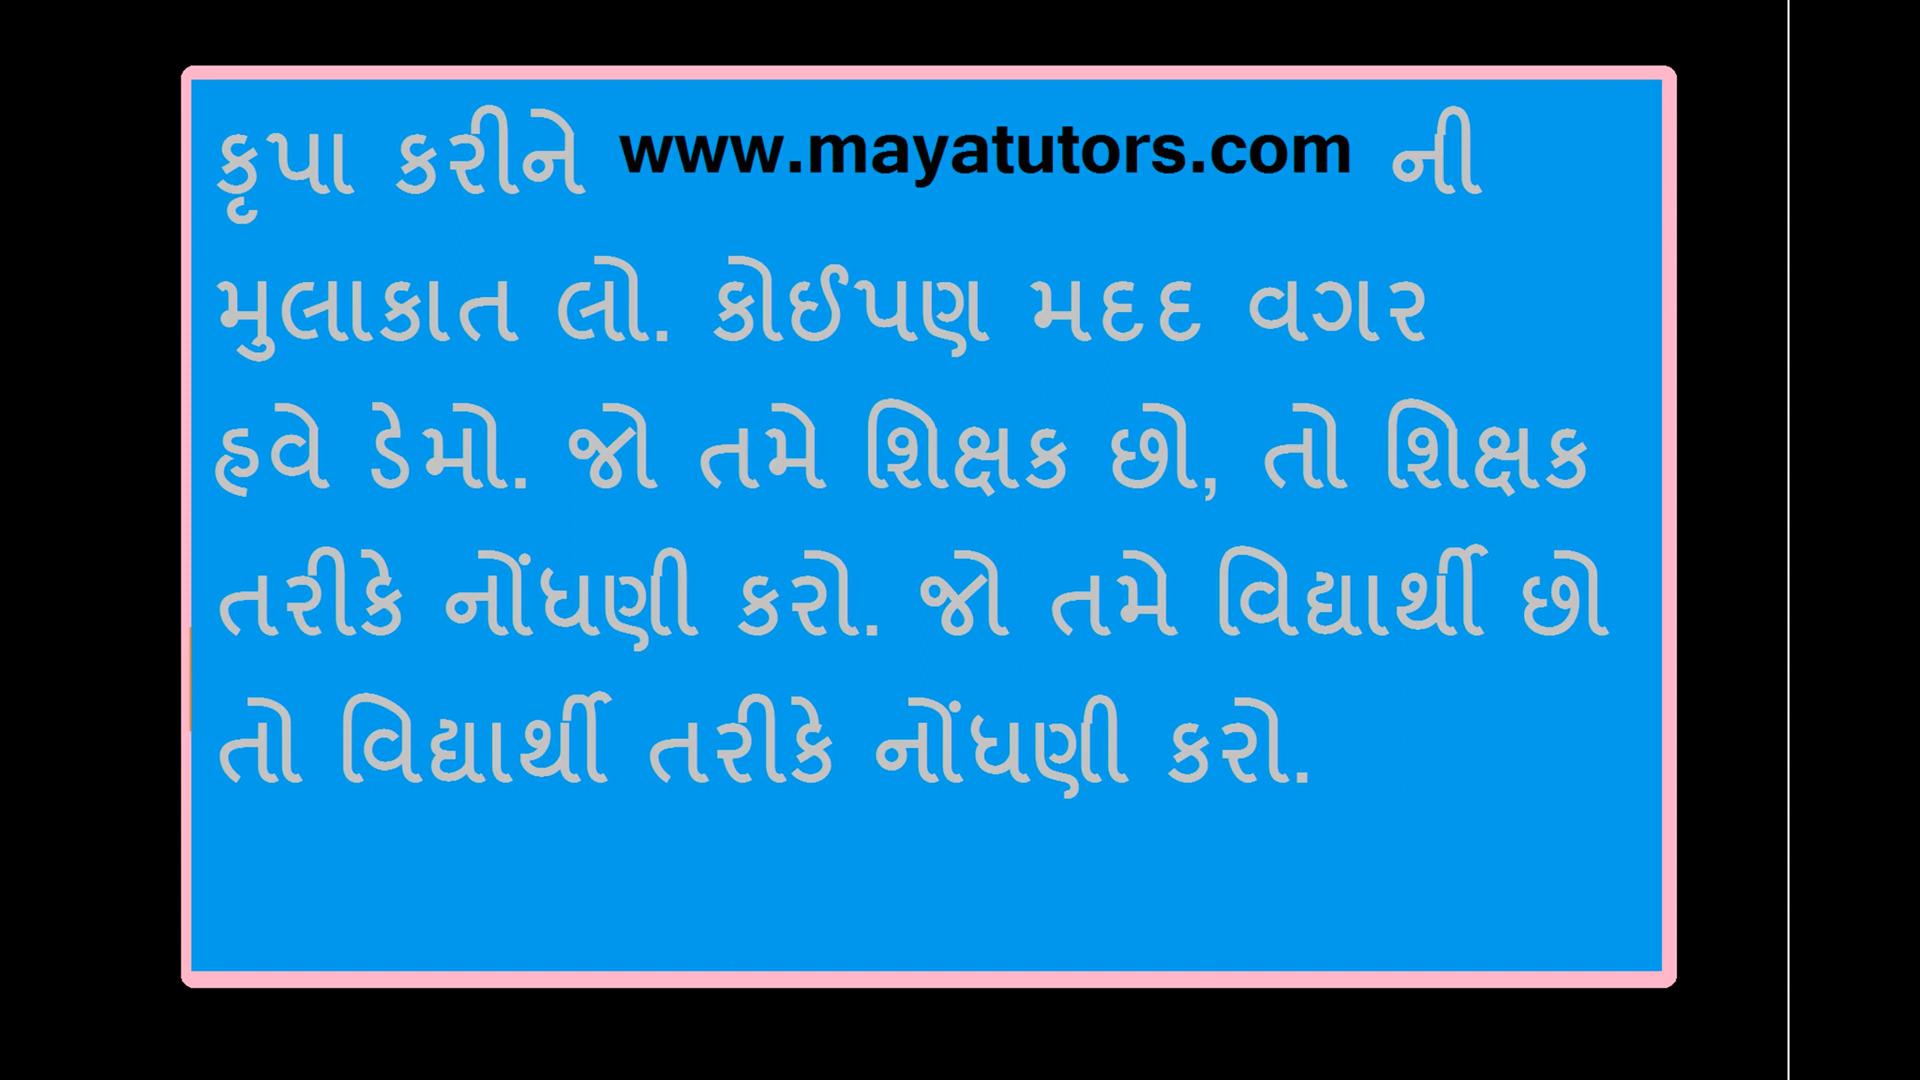 કૃપા કરીને www.mayatutors.com ની
મુલાકાત લો. કોઈપણ મદદ વગર
હવે ડેમો. જો તમે શિક્ષક છો, તો શિક્ષક
તરીકે નોંધણી કરો. જો તમે વિદ્યાર્થી છો
તો વિદ્યાર્થી તરીકે નોંધણી કરો.